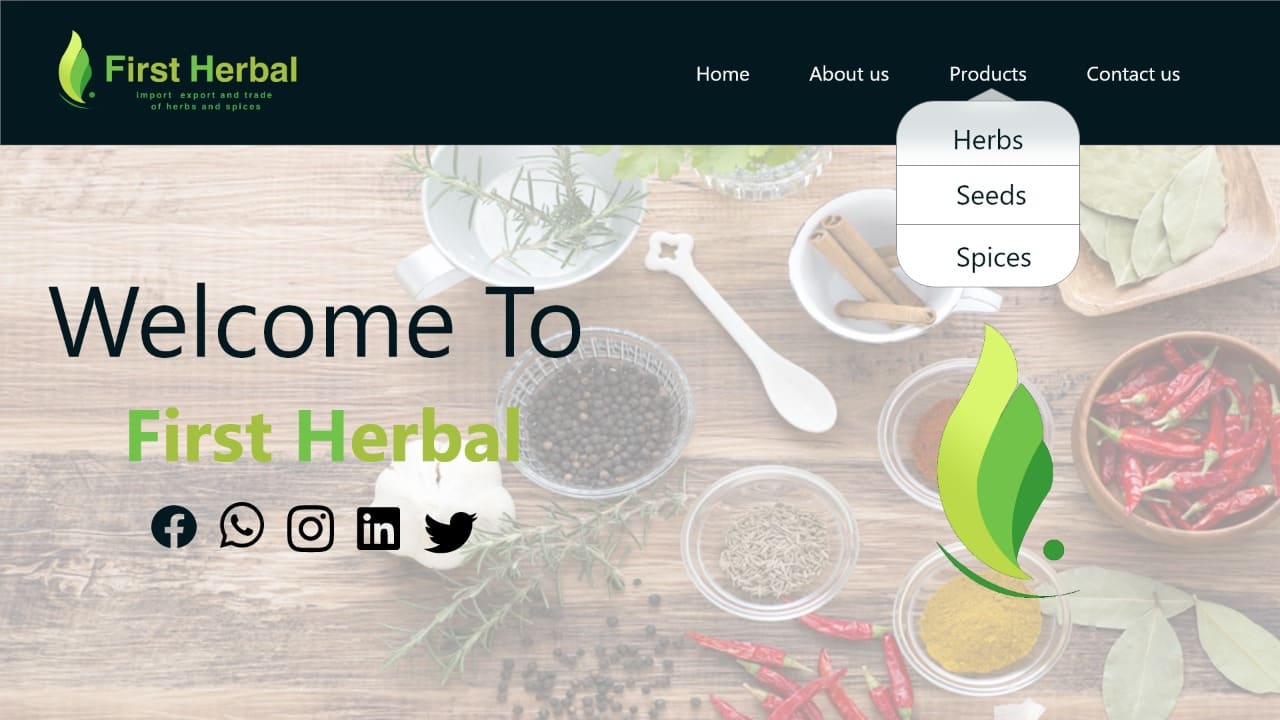 First Herbal
import export and trade
of herbs and spices
Home
About us
Products
Contact us
Herbs
Seeds
Spices
Welcome To
First Herbal